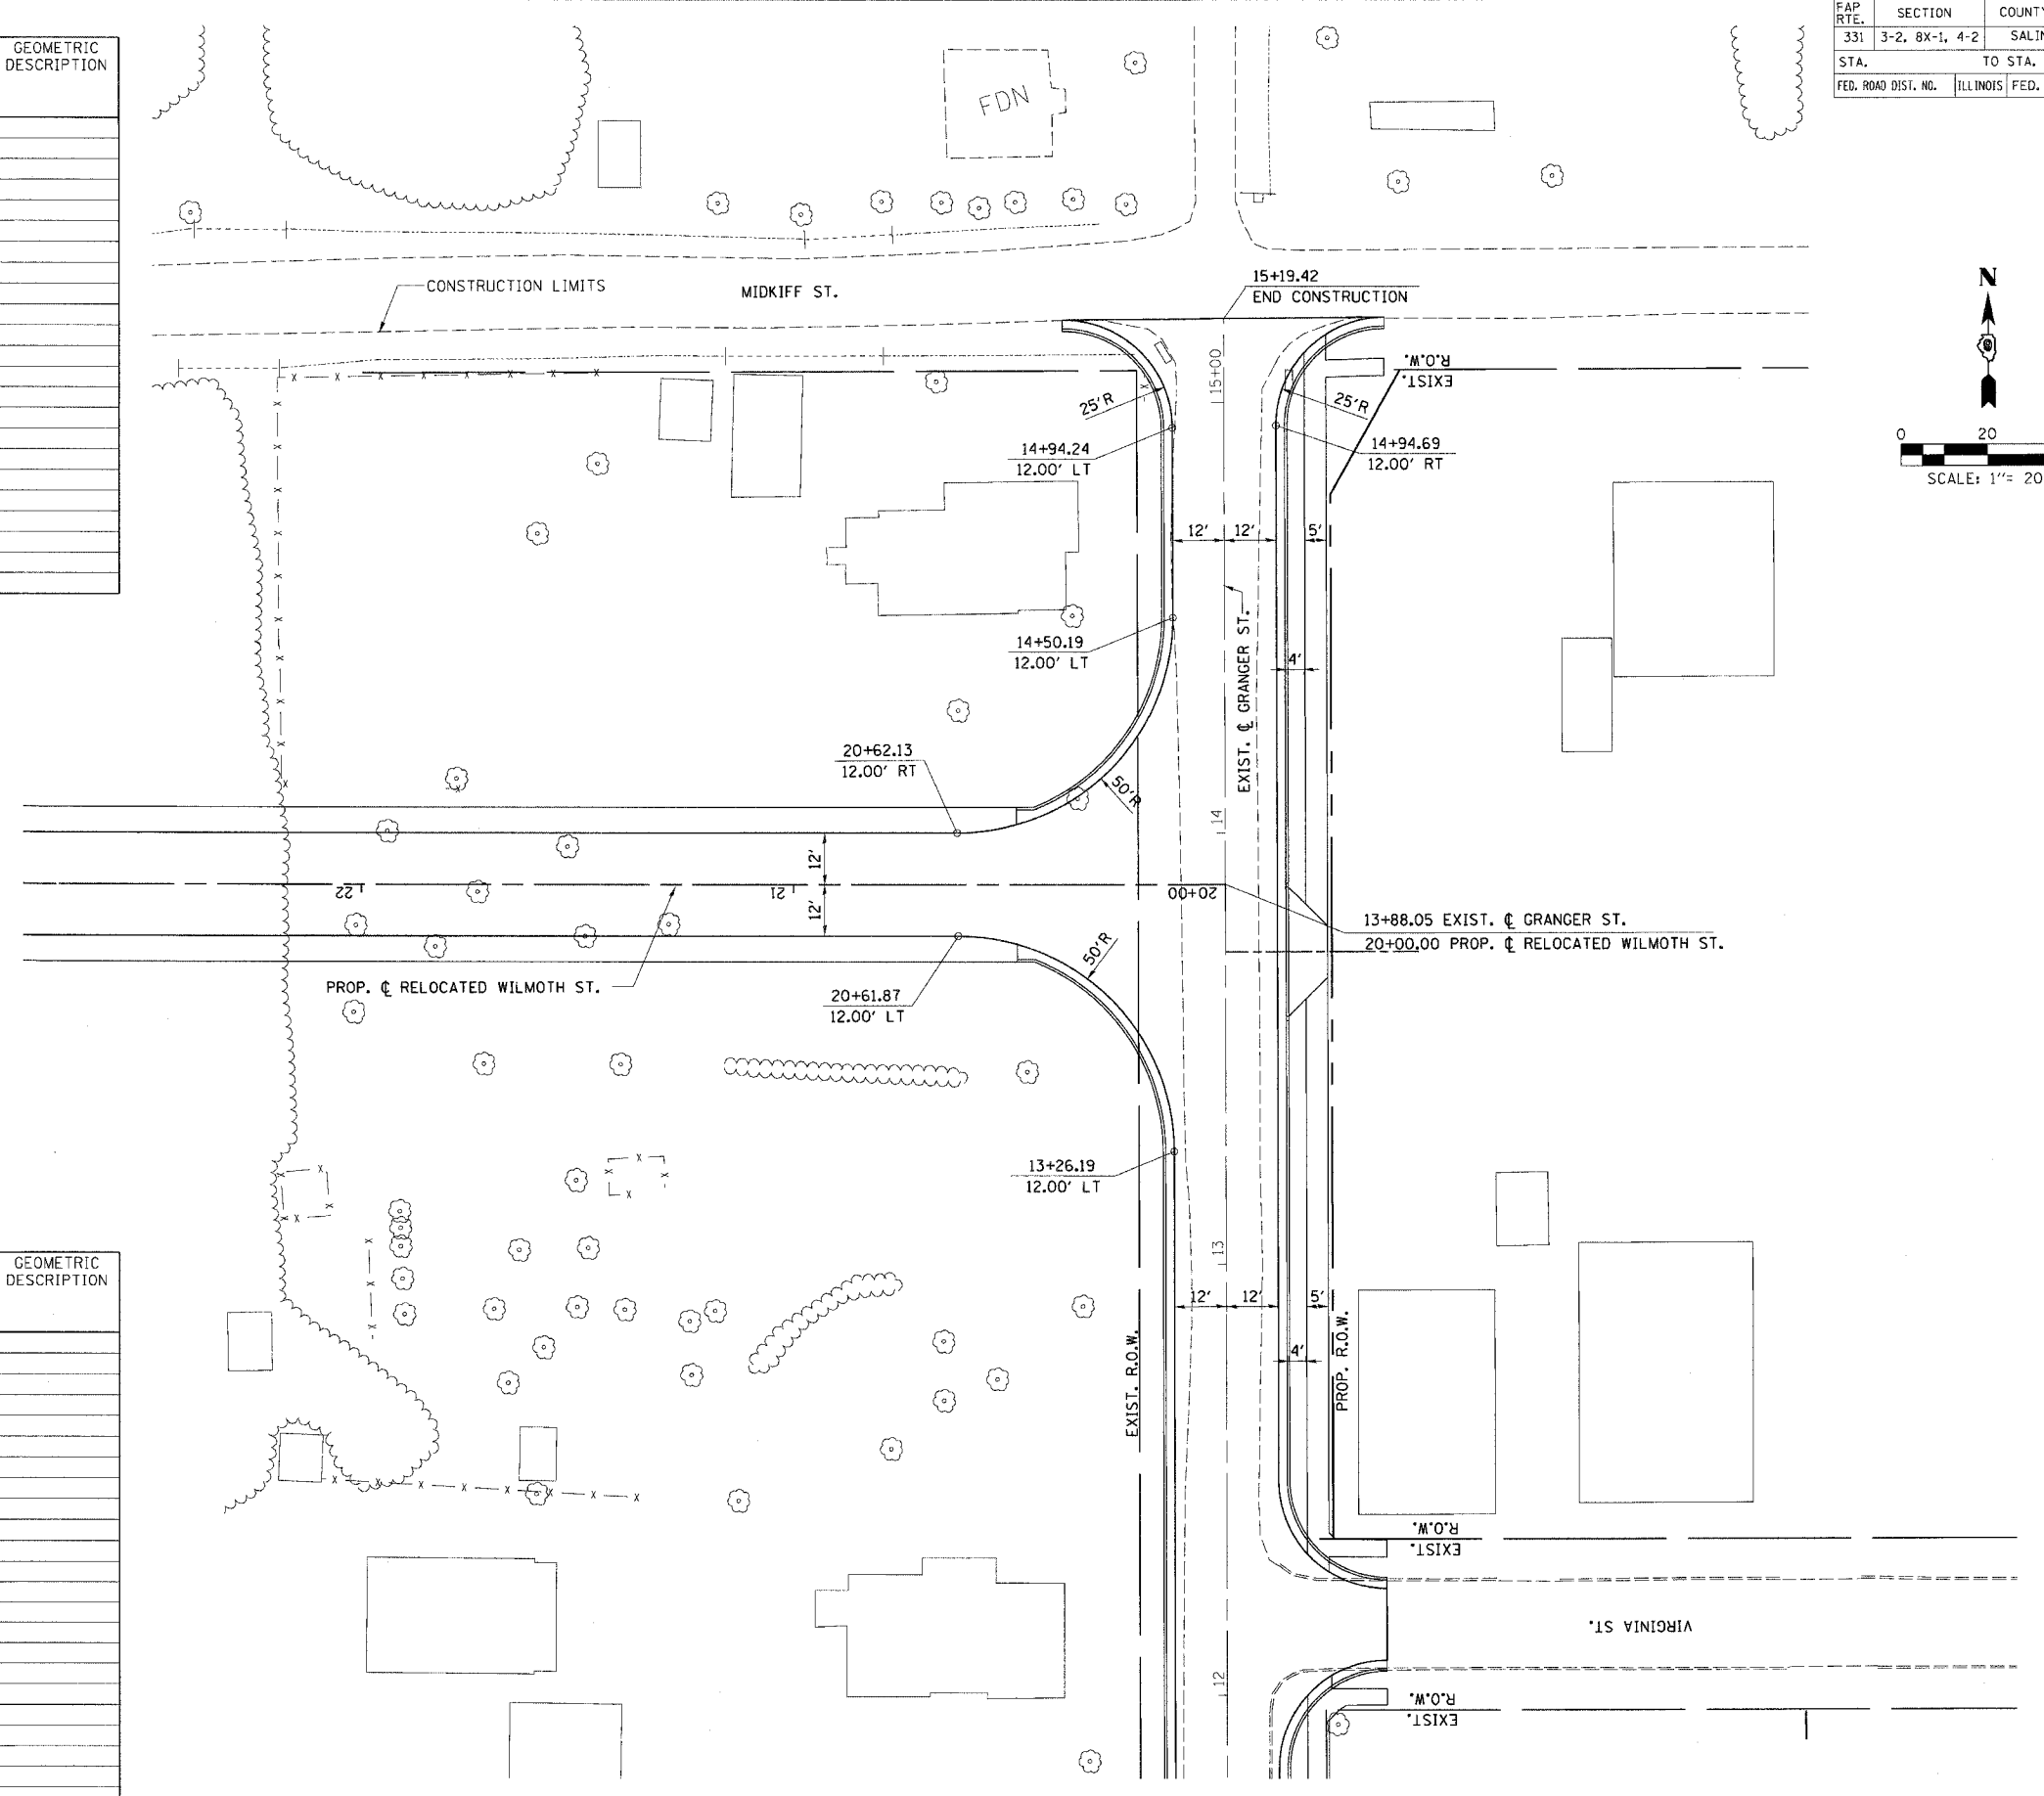 FAP RTE. SECTION COUNTY
331 3-2, 8X-1, 4-2
STA. TO STA.
FED. ROAD DIST. NO. ILLINOIS FED.
GEOMETRIC
DESCRIPTION
FDN
CONSTRUCTION LIMITS
MIDKIFF ST.
15+19.42
END CONSTRUCTION
N
15+00
EXIST.
R.O.W.
25'R
25'R
14+94.24
12.00' LT
14+94.69
12.00' RT
0 20
SCALE: 1"= 20
12' 12' 5'
EXIST. ℄ GRANGER ST.
14+50.19
12.00' LT
4'
20+62.13
12.00' RT
50'R
14
12'
12'
22
21
20+00
13+88.05 EXIST. ℄ GRANGER ST.
20+00.00 PROP. ℄ RELOCATED WILMOTH ST.
50'R
PROP. ℄ RELOCATED WILMOTH ST.
20+61.87
12.00' LT
13+26.19
12.00' LT
13
12' 12' 5'
4'
EXIST. R.O.W.
PROP. R.O.W.
EXIST.
R.O.W.
VIRGINIA ST.
12
EXIST.
R.O.W.
GEOMETRIC
DESCRIPTION